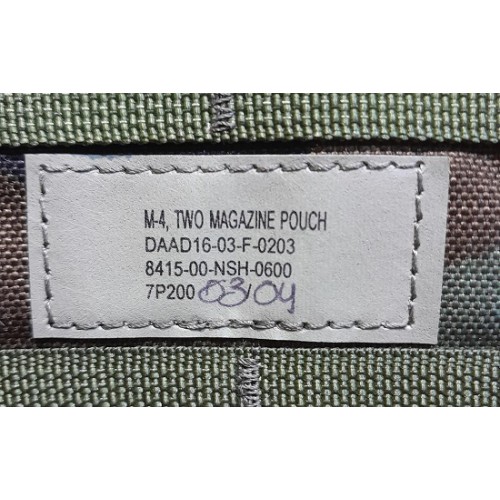 M-4, TWO MAGAZINE POUCH
DAAD16-03-F-0203
8415-00-NSH-0600
7P200 03/04